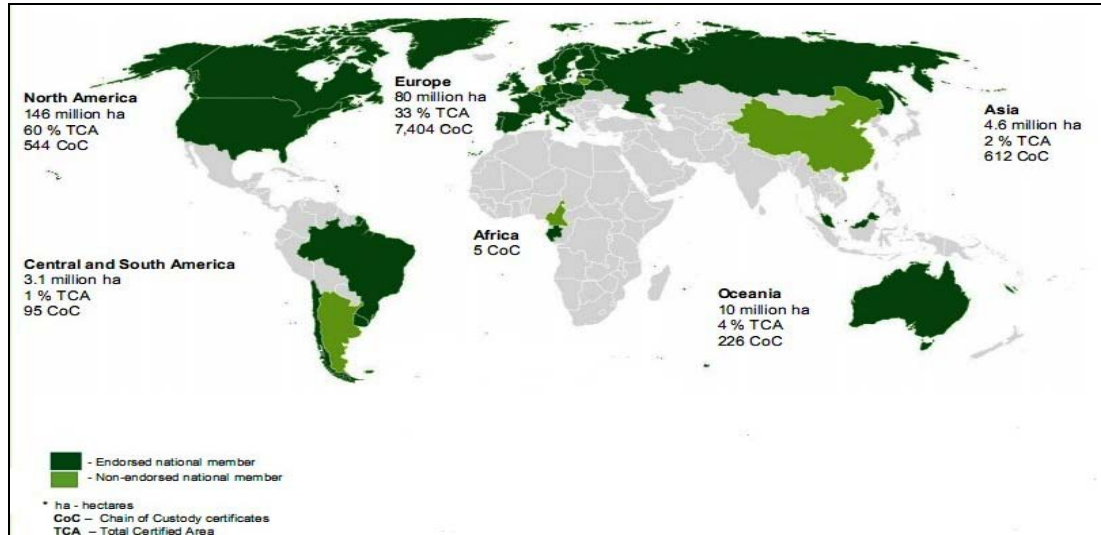 North America
146 million ha
60 % TCA
544 CoC
Europe
80 million ha
33 % TCA
7,404 CoC
Asia
4.6 million ha
2 % TCA
612 CoC
Africa
5 CoC
Central and South America
3.1 million ha
1 % TCA
95 CoC
Oceania
10 million ha
4 % TCA
226 CoC
- Endorsed national member
- Non-endorsed national member
* ha - hectares
CoC – Chain of Custody certificates
TCA – Total Certified Area